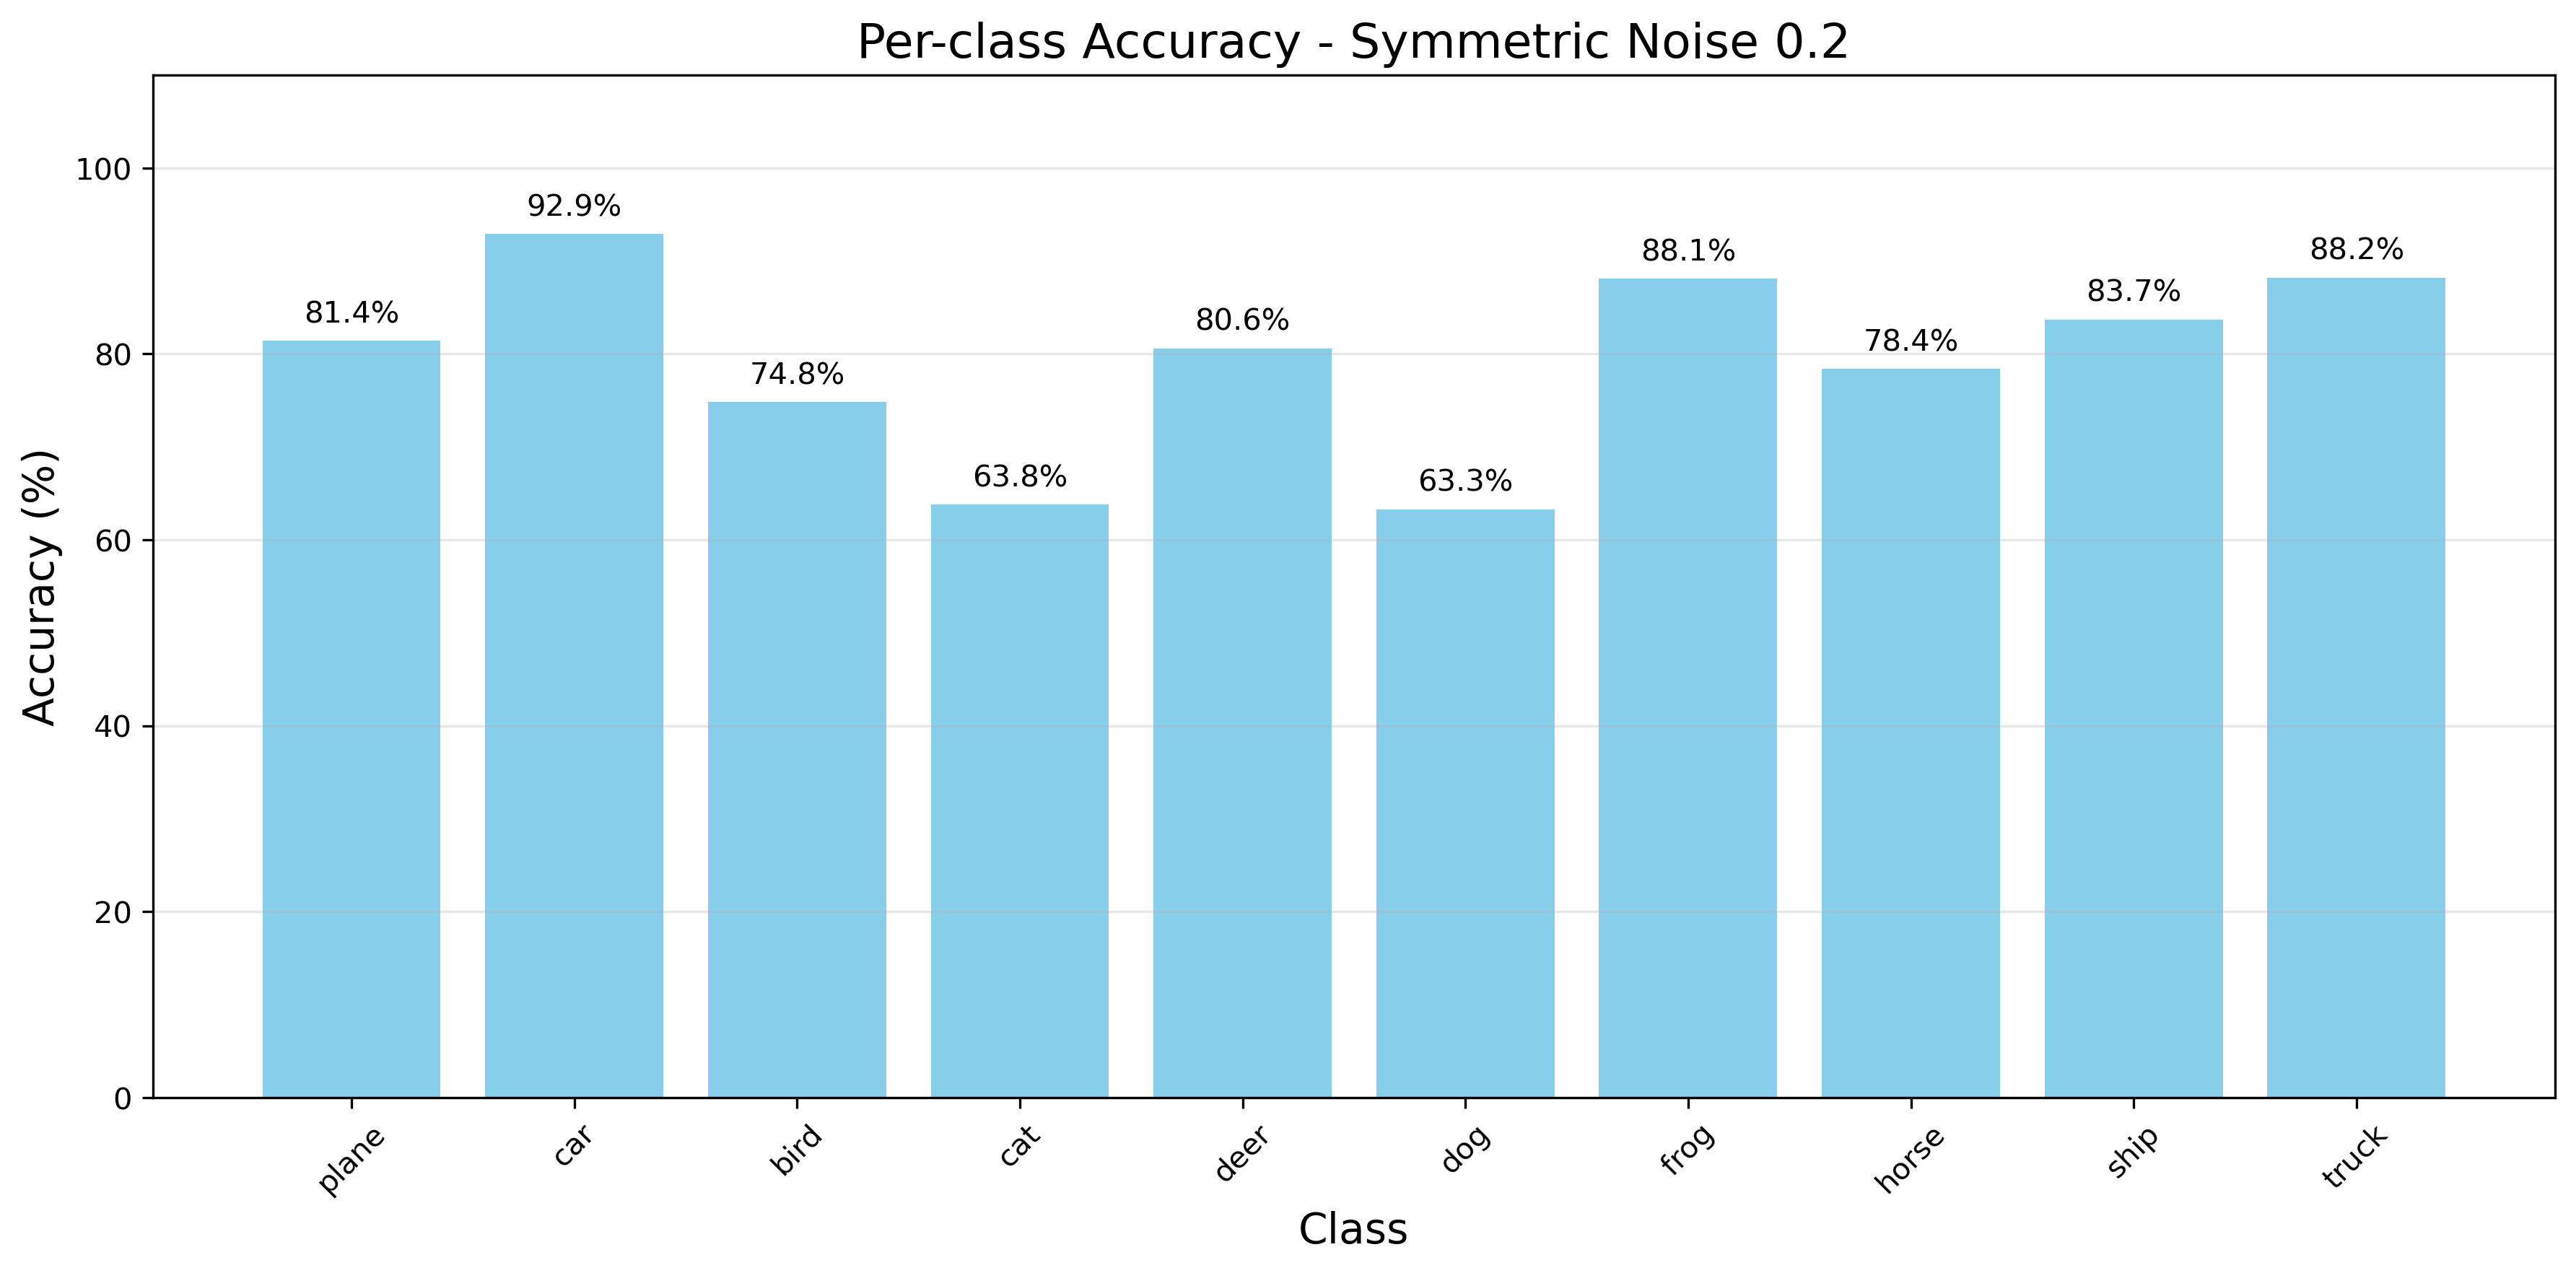 Per-class Accuracy - Symmetric Noise 0.2
Accuracy (%)
100
80
60
40
20
0
81.4%
92.9%
74.8%
63.8%
80.6%
63.3%
88.1%
78.4%
83.7%
88.2%
plane
car
bird
cat
deer
dog
frog
horse
ship
truck
Class